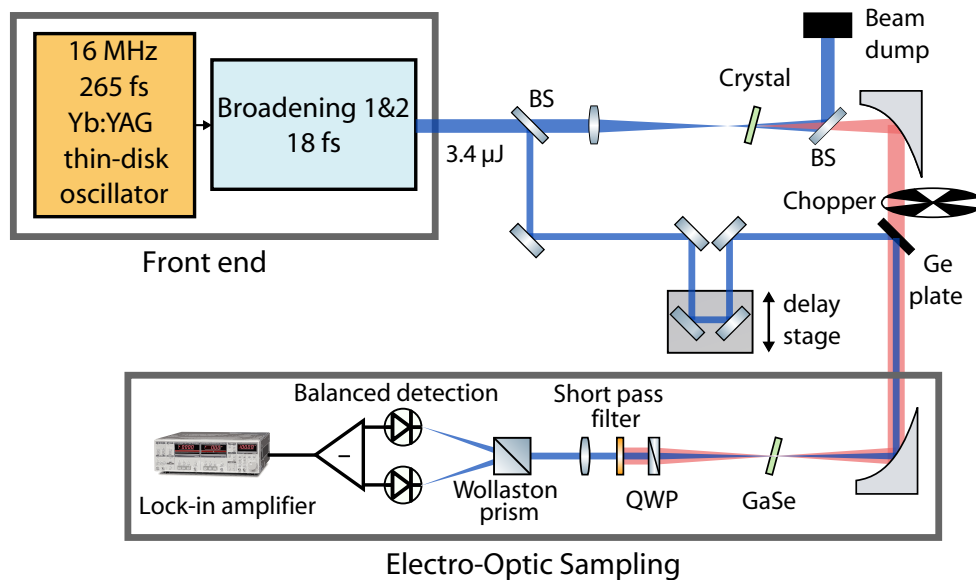 16 MHz
265 fs
Yb:YAG
thin-disk
oscillator
Broadening 1&2
18 fs
Front end
3.4 µJ
BS
Crystal
Beam
dump
BS
Chopper
Ge
plate
delay
stage
Balanced detection
Short pass
filter
Lock-in amplifier
Wollaston
prism
QWP
GaSe
Electro-Optic Sampling